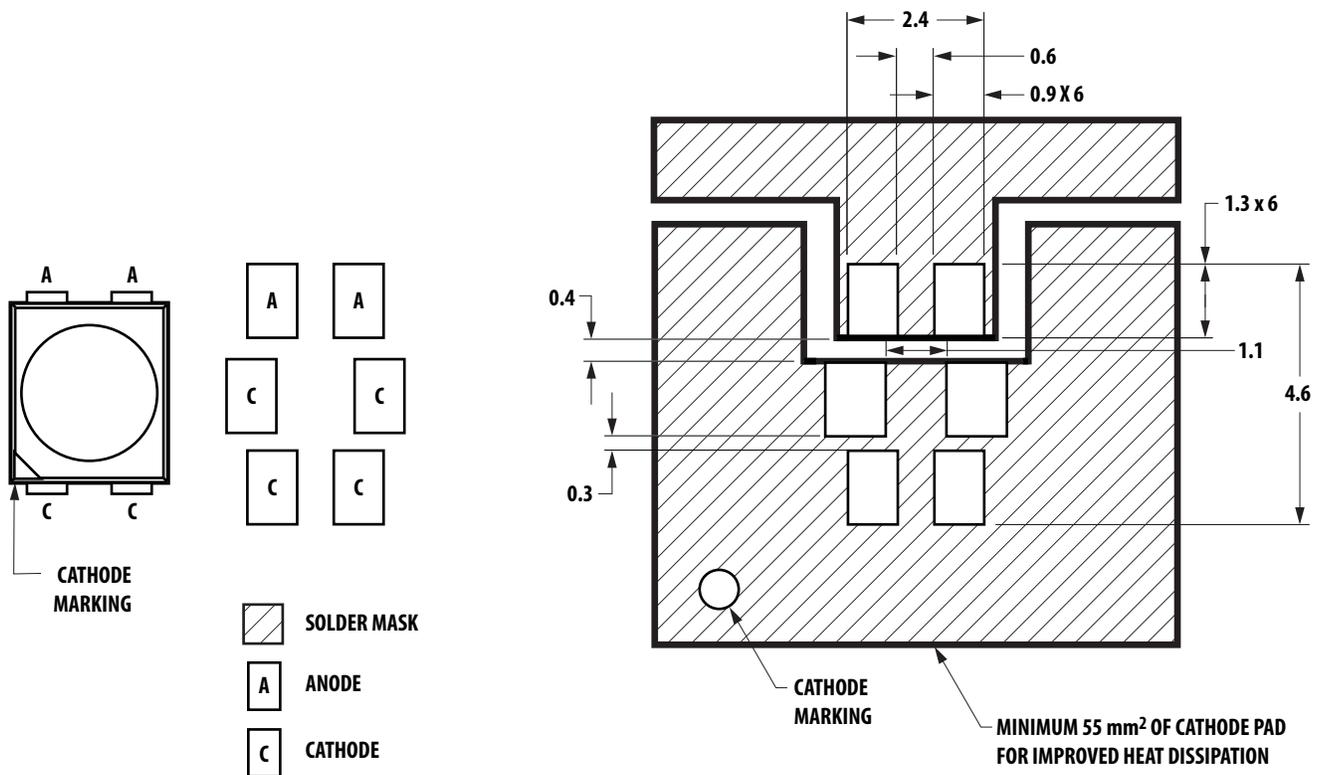 2.4
0.6
0.9 X 6
1.3 x 6
0.4
1.1
4.6
0.3
A A
A A
C C
C C
C C
CATHODE
MARKING
SOLDER MASK
A ANODE
C CATHODE
CATHODE
MARKING
MINIMUM 55 mm² OF CATHODE PAD
FOR IMPROVED HEAT DISSIPATION